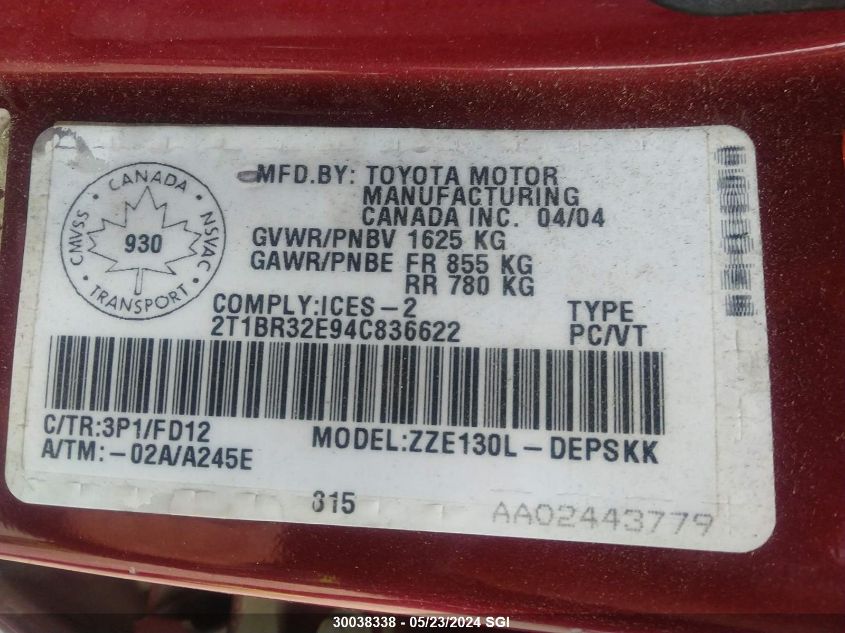 CANADA
CMVSS
NSVAC
930
TRANSPORT
MFD.BY: TOYOTA MOTOR
MANUFACTURING
CANADA INC. 04/04
GVWR/PNBV 1625 KG
GAWR/PNBE FR 855 KG
RR 780 KG
COMPLY:ICES-2 TYPE
2T1BR32E94C836622 PC/VT
C/TR:3P1/FD12 MODEL:ZZE130L-DEPSKK
A/TM:-02A/A245E
315
AA02443779
30038338 - 05/23/2024 SGI